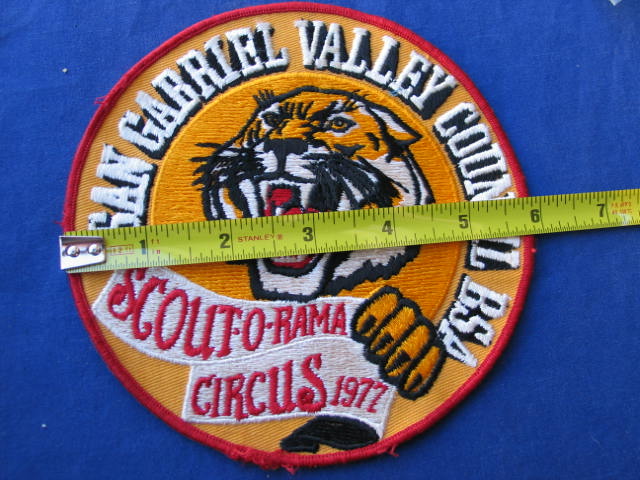 SAN GABRIEL VALLEY COUNCIL BSA
1 2 STANLEY® 3 4 5 6 7
SCOUT-O-RAMA
CIRCUS 1977